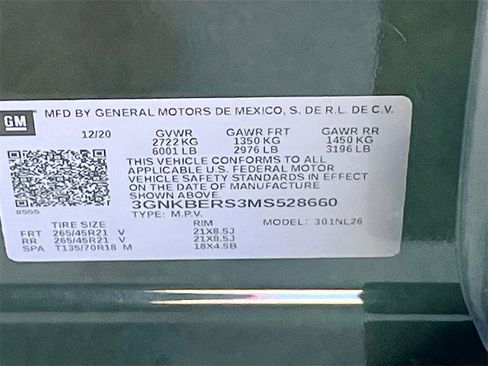 GM MFD BY GENERAL MOTORS DE MEXICO, S. DE R.L. DE C.V.
12/20 GVWR GAWR FRT GAWR RR
2722 KG 1350 KG 1450 KG
6001 LB 2976 LB 3196 LB
THIS VEHICLE CONFORMS TO ALL
APPLICABLE U.S. FEDERAL MOTOR
VEHICLE SAFETY STANDARDS IN EFFECT
ON THE DATE OF MANUFACTURE
SHOWN ABOVE.
3GNKBERS3MS528660
8555 TYPE: M.P.V. MODEL: 301NL26
TIRE SIZE RIM
FRT 265/45R21 V 21X8.5J
RR 265/45R21 V 21X8.5J
SPA T135/70R18 M 18X4.5B